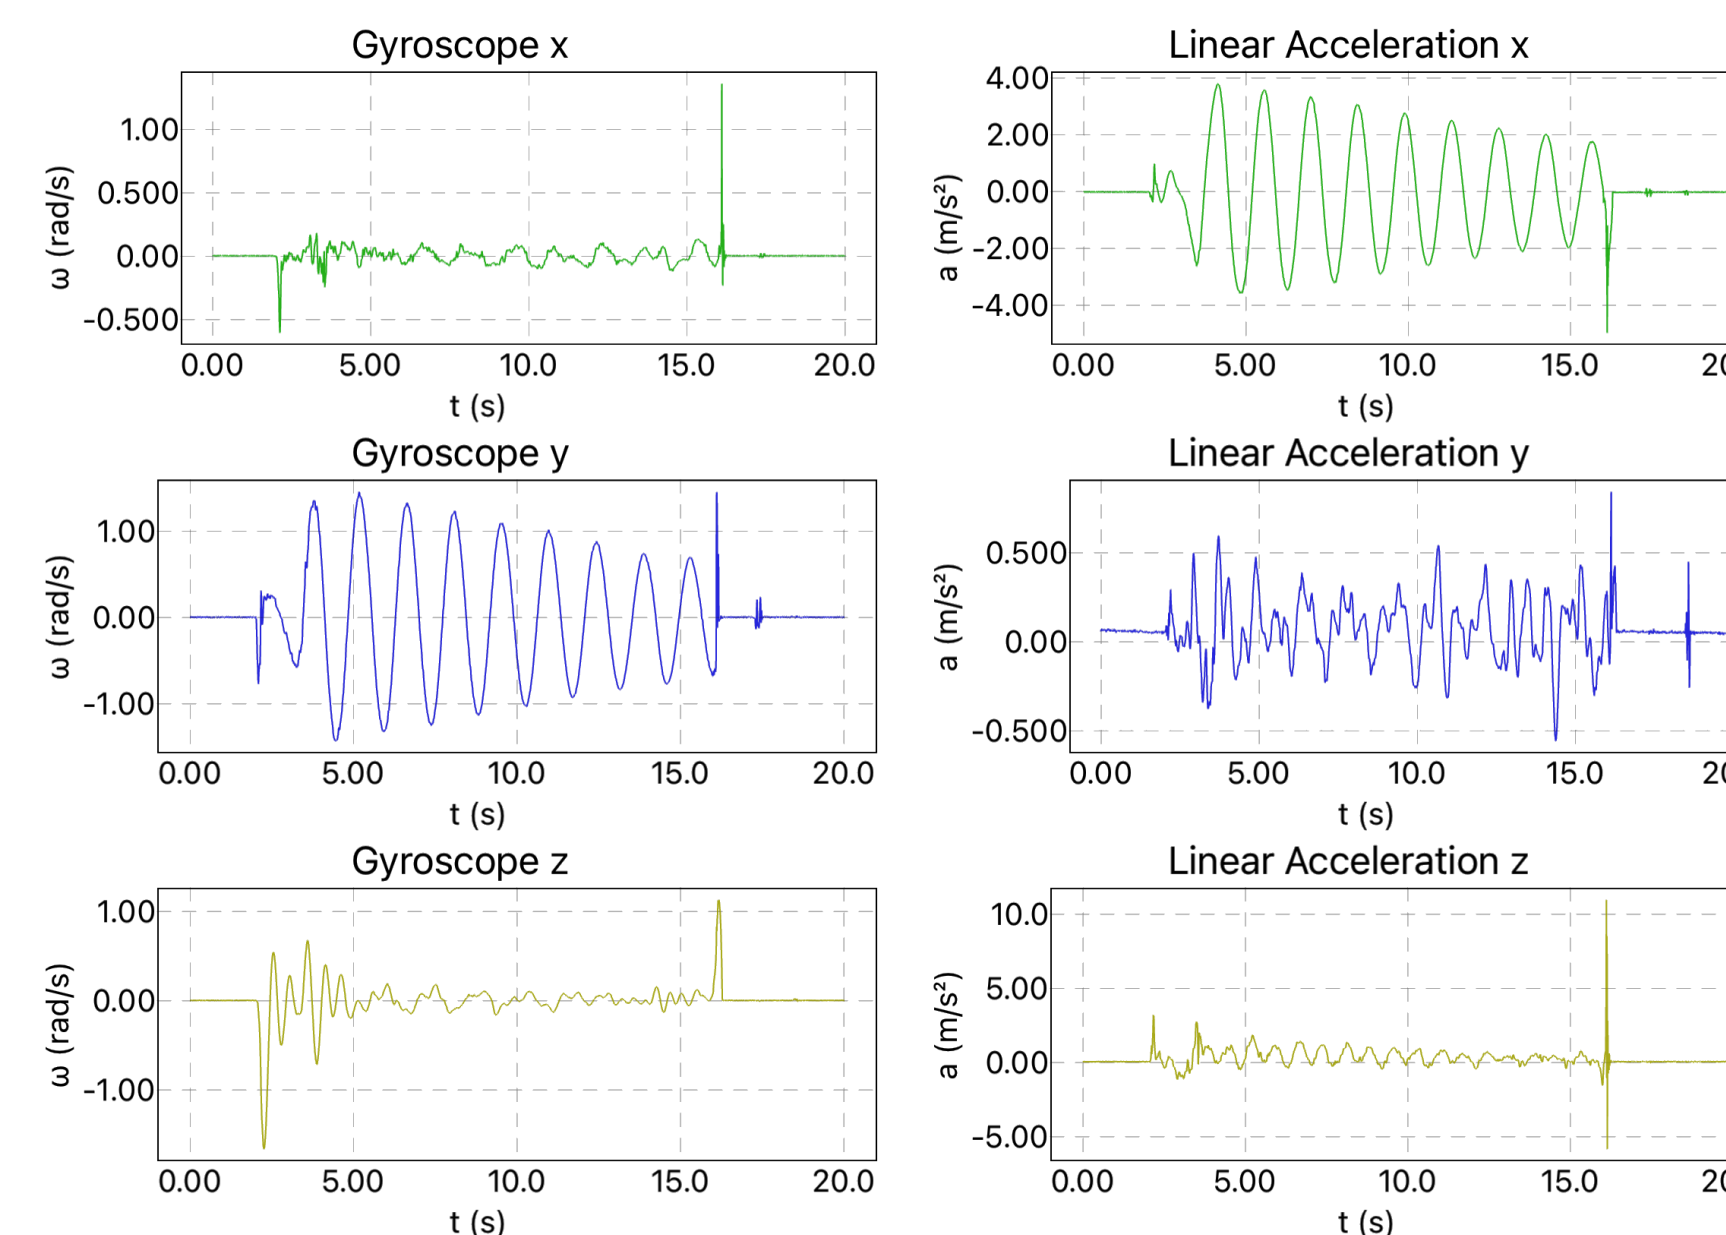 Gyroscope x
ω (rad/s)
1.00
0.500
0.00
-0.500
0.00 5.00 10.0 15.0 20.0
t (s)
Linear Acceleration x
a (m/s²)
4.00
2.00
0.00
-2.00
-4.00
0.00 5.00 10.0 15.0 20
t (s)
Gyroscope y
ω (rad/s)
1.00
0.00
-1.00
0.00 5.00 10.0 15.0 20.0
t (s)
Linear Acceleration y
a (m/s²)
0.500
0.00
-0.500
0.00 5.00 10.0 15.0 20
t (s)
Gyroscope z
ω (rad/s)
1.00
0.00
-1.00
0.00 5.00 10.0 15.0 20.0
t (s)
Linear Acceleration z
a (m/s²)
10.0
5.00
0.00
-5.00
0.00 5.00 10.0 15.0 20
t (s)